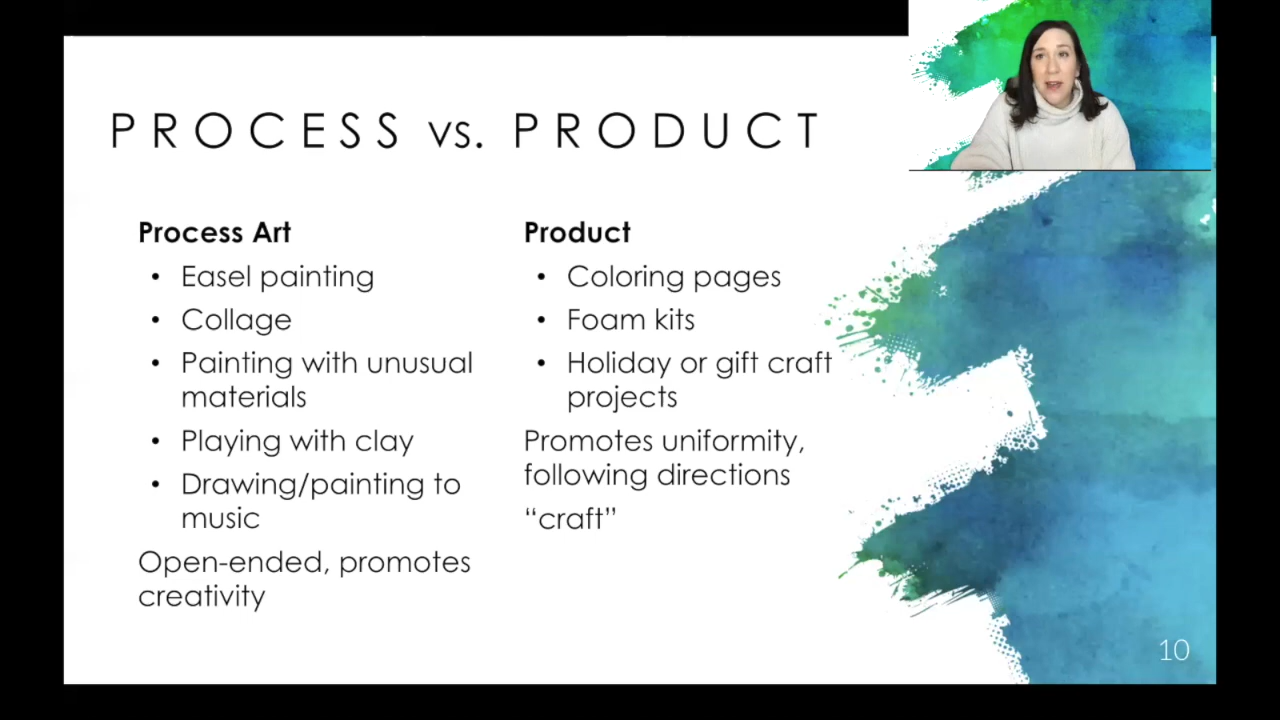 PROCESS vs. PRODUCT
Process Art
• Easel painting
• Collage
• Painting with unusual
materials
• Playing with clay
• Drawing/painting to
music
Open-ended, promotes
creativity
Product
• Coloring pages
• Foam kits
• Holiday or gift craft
projects
Promotes uniformity,
following directions
“craft”
10